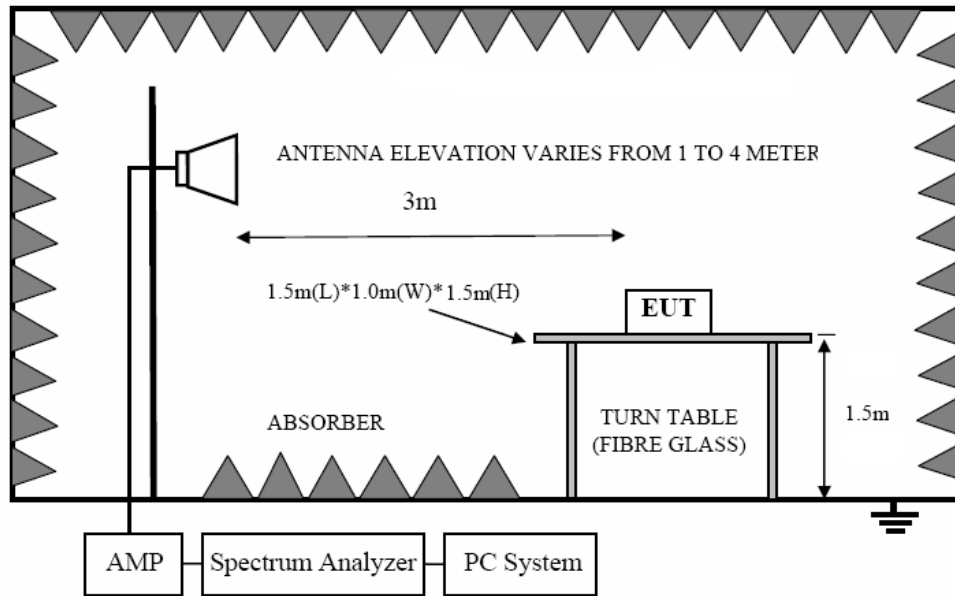 ANTENNA ELEVATION VARIES FROM 1 TO 4 METER
3m
1.5m(L)*1.0m(W)*1.5m(H)
EUT
1.5m
ABSORBER
TURN TABLE
(FIBRE GLASS)
AMP
Spectrum Analyzer
PC System